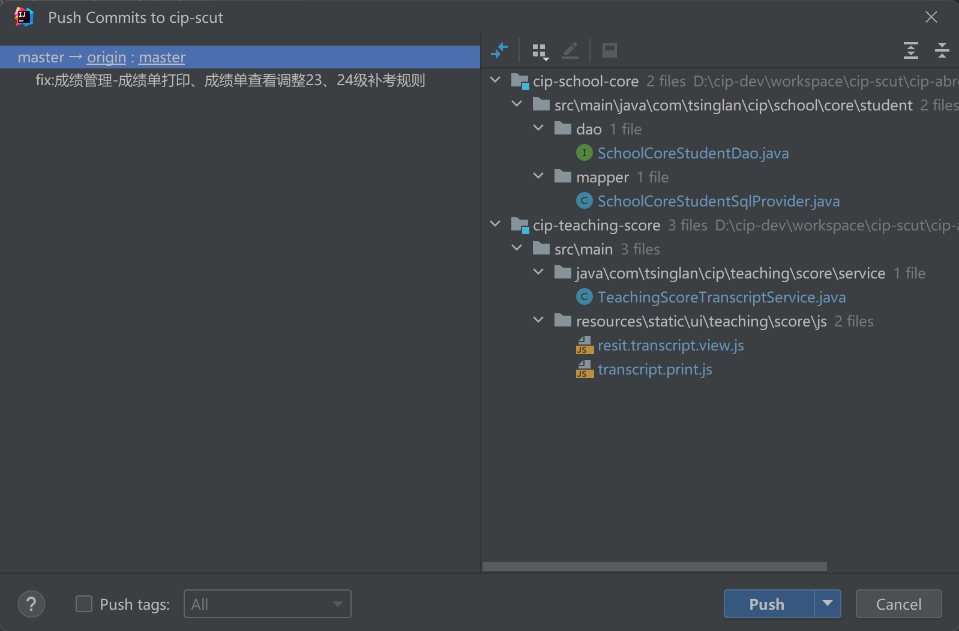 Push Commits to cip-scut
master → origin : master
fix:成绩管理-成绩单打印、成绩单查看调整23、24级补考规则
cip-school-core 2 files D:\cip-dev\workspace\cip-scut\cip-abr
src\main\java\com\tsinglan\cip\school\core\student 2 files
dao 1 file
I SchoolCoreStudentDao.java
mapper 1 file
C SchoolCoreStudentSqlProvider.java
cip-teaching-score 3 files D:\cip-dev\workspace\cip-scut\cip-a
src\main 3 files
java\com\tsinglan\cip\teaching\score\service 1 file
C TeachingScoreTranscriptService.java
resources\static\ui\teaching\score\js 2 files
JS resit.transcript.view.js
JS transcript.print.js
? Push tags: All Push Cancel